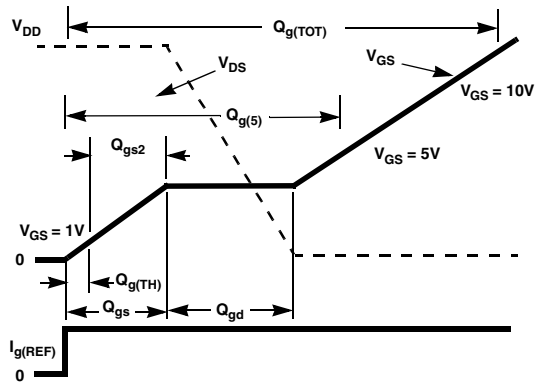 V_DD
Q_g(TOT)
V_DS
V_GS
V_GS = 10V
Q_g(5)
Q_gs2
V_GS = 5V
V_GS = 1V
0
Q_g(TH)
Q_gs
Q_gd
I_g(REF)
0